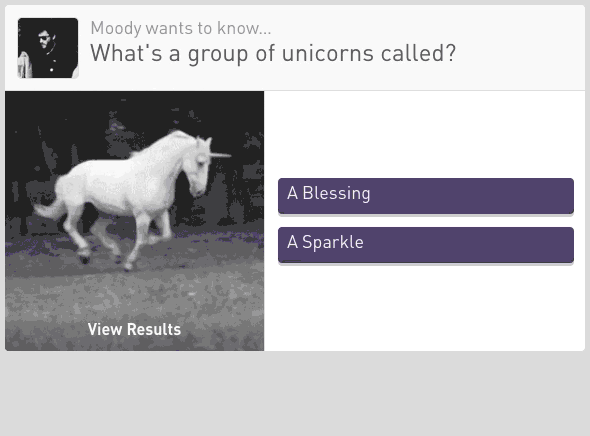 Moody wants to know...
What's a group of unicorns called?
A Blessing
A Sparkle
View Results